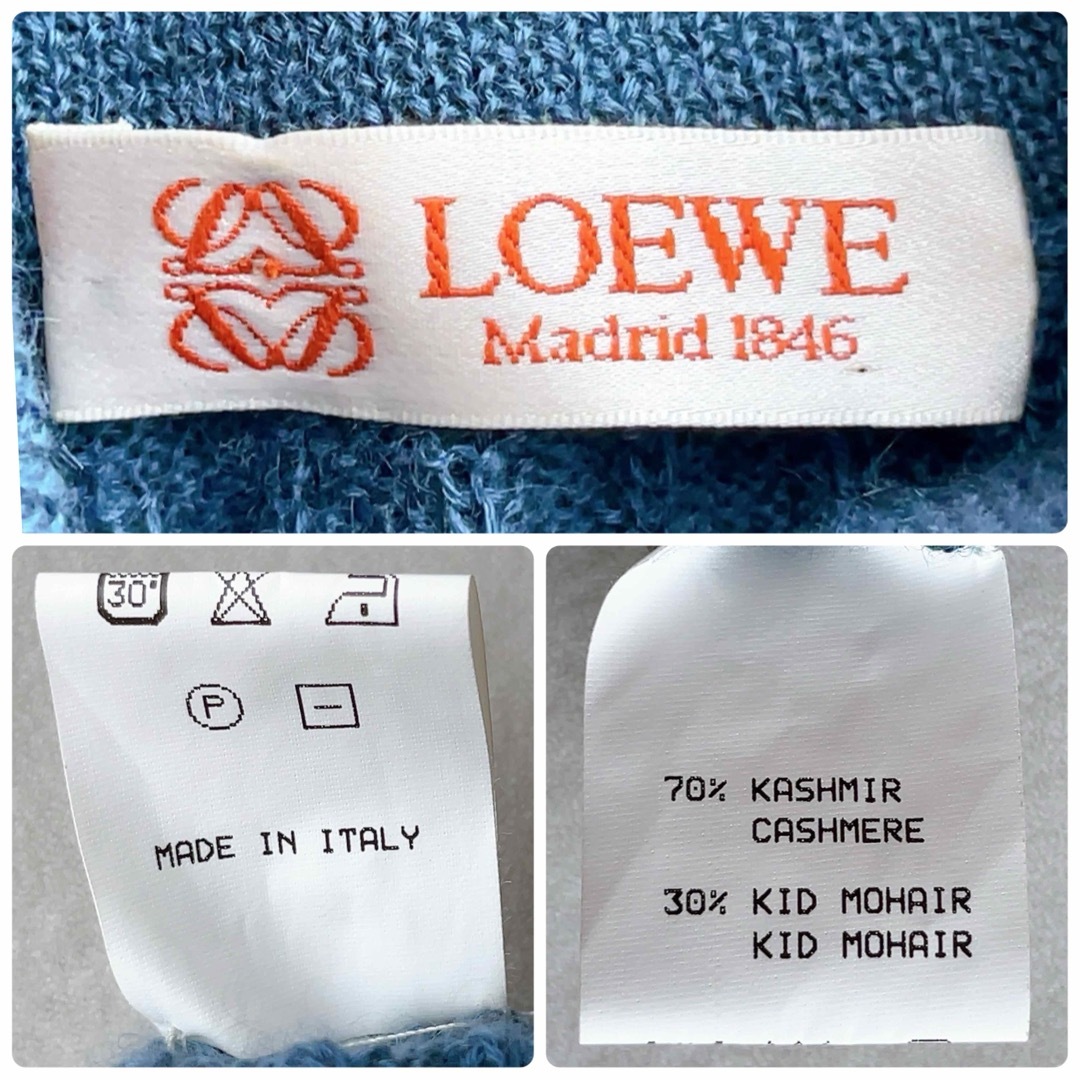 LOEWE
Madrid 1846
30°
P
MADE IN ITALY
70% KASHMIR
CASHMERE
30% KID MOHAIR
KID MOHAIR